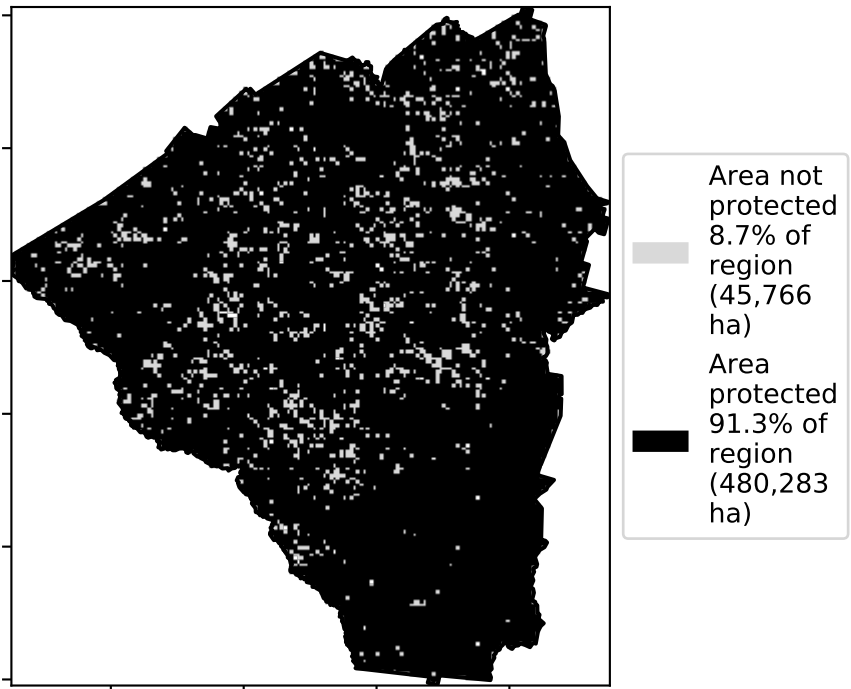 Area not
protected
8.7% of
region
(45,766
ha)
Area
protected
91.3% of
region
(480,283
ha)